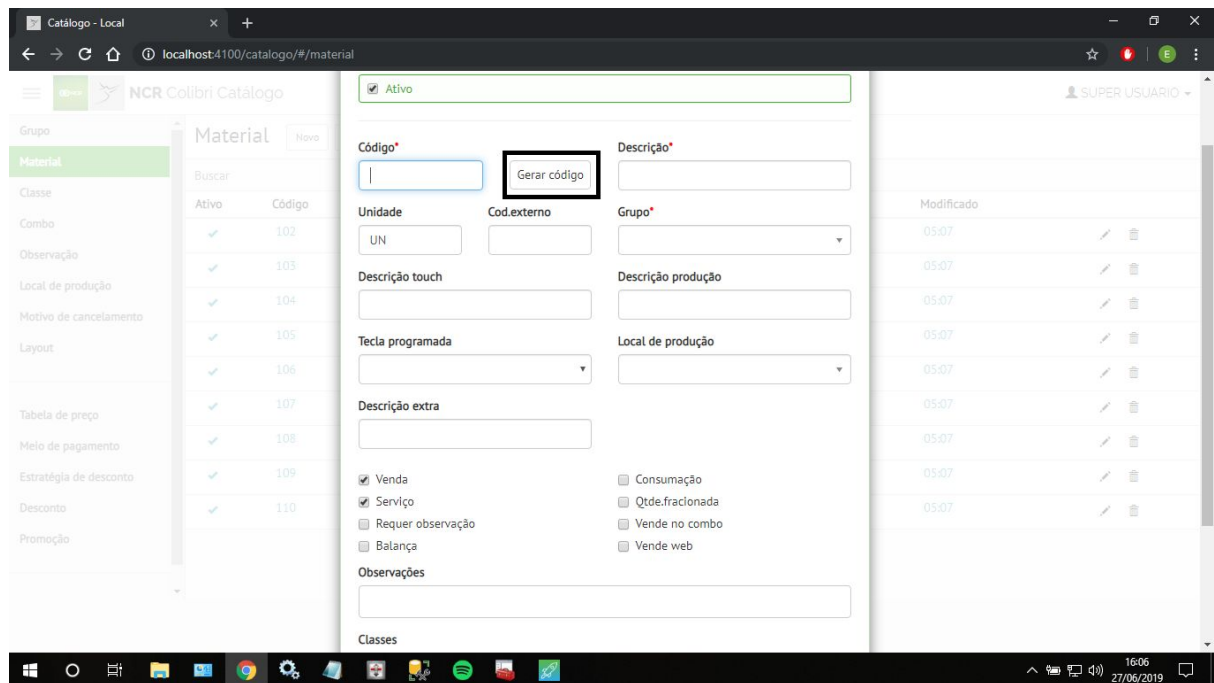 Catálogo - Local
localhost:4100/catalogo/#/material
E
NCR Colibri Catálogo
SUPER USUARIO
Grupo
Material
Classe
Combo
Observação
Local de produção
Motivo de cancelamento
Layout
Tabela de preço
Meio de pagamento
Estratégia de desconto
Desconto
Promoção
Material Novo
Buscar
Ativo Código Modificado
102 05:07
103 05:07
104 05:07
105 05:07
106 05:07
107 05:07
108 05:07
109 05:07
110 05:07
Ativo
Código* Descrição*
Gerar código
Unidade Cod.externo Grupo*
UN
Descrição touch Descrição produção
Tecla programada Local de produção
Descrição extra
Venda Consumação
Serviço Qtde.fracionada
Requer observação Vende no combo
Balança Vende web
Observações
Classes
16:06
27/06/2019